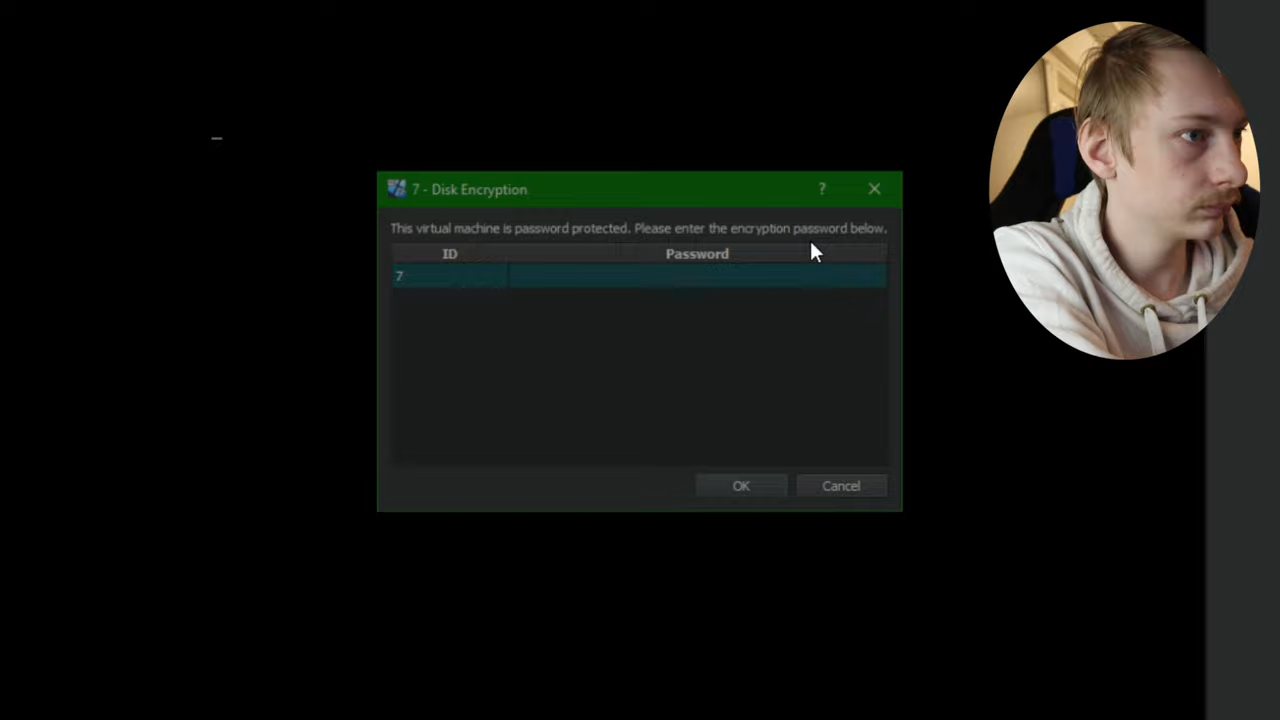 7 - Disk Encryption ?
This virtual machine is password protected. Please enter the encryption password below.
ID Password
7
OK Cancel